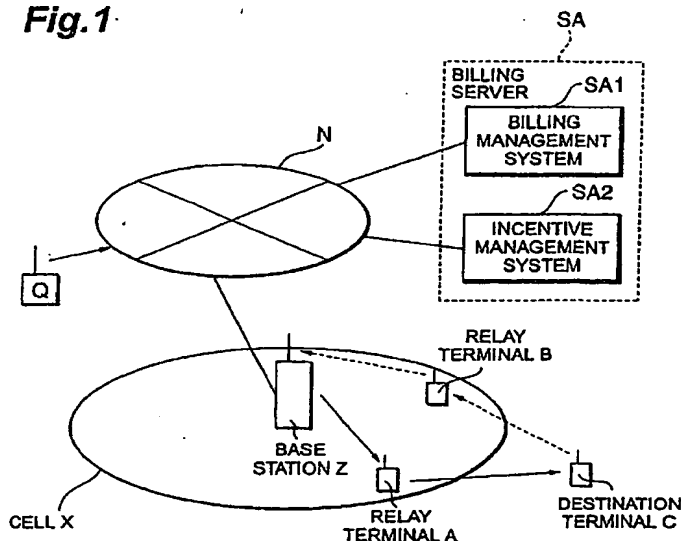 Fig.1
SA
BILLING
SERVER
SA1
BILLING
MANAGEMENT
SYSTEM
N
SA2
INCENTIVE
MANAGEMENT
SYSTEM
Q
RELAY
TERMINAL B
BASE
STATION Z
CELL X
RELAY
TERMINAL A
DESTINATION
TERMINAL C